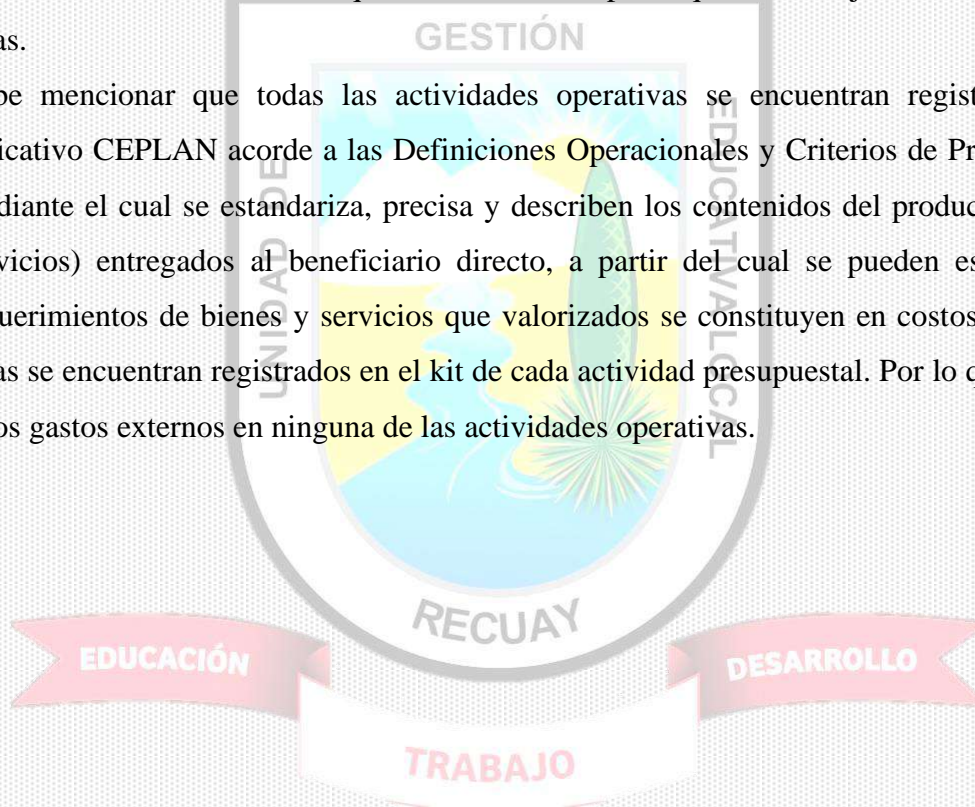 as.
be mencionar que todas las actividades operativas se encuentran regist
icativo CEPLAN acorde a las Definiciones Operacionales y Criterios de Pr
diante el cual se estandariza, precisa y describen los contenidos del produc
vicios) entregados al beneficiario directo, a partir del cual se pueden es
uerimientos de bienes y servicios que valorizados se constituyen en costos
as se encuentran registrados en el kit de cada actividad presupuestal. Por lo q
os gastos externos en ninguna de las actividades operativas.
UNIDAD DE
GESTIÓN
EDUCATIVA LOCAL
RECUAY
EDUCACIÓN
DESARROLLO
TRABAJO